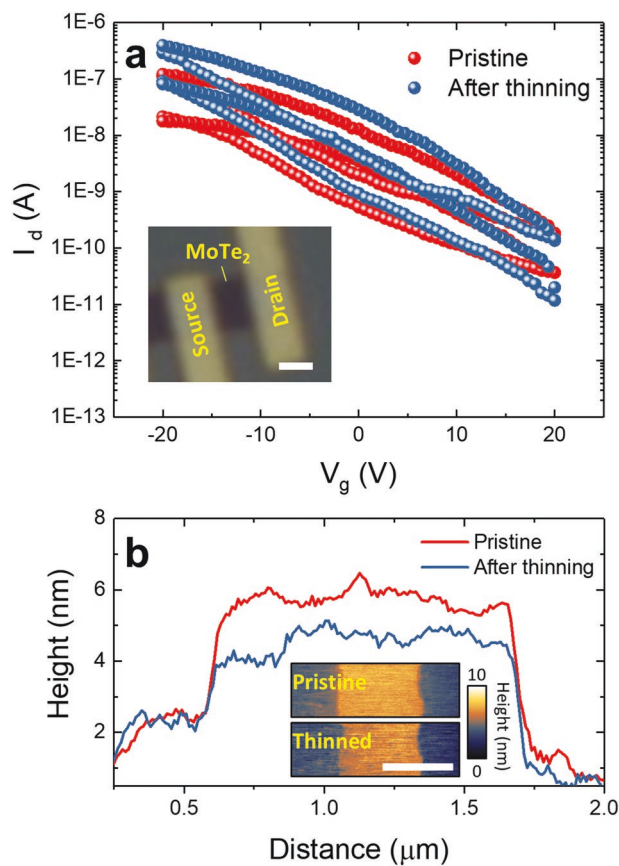 a
Pristine
After thinning
1E-6
1E-7
1E-8
1E-9
1E-10
1E-11
1E-12
1E-13
I_d (A)
MoTe₂
Source
Drain
-20 -10 0 10 20
V_g (V)
b
Pristine
After thinning
8
6
4
2
Height (nm)
Pristine
Thinned
10
0
Height (nm)
0.5 1.0 1.5 2.0
Distance (μm)